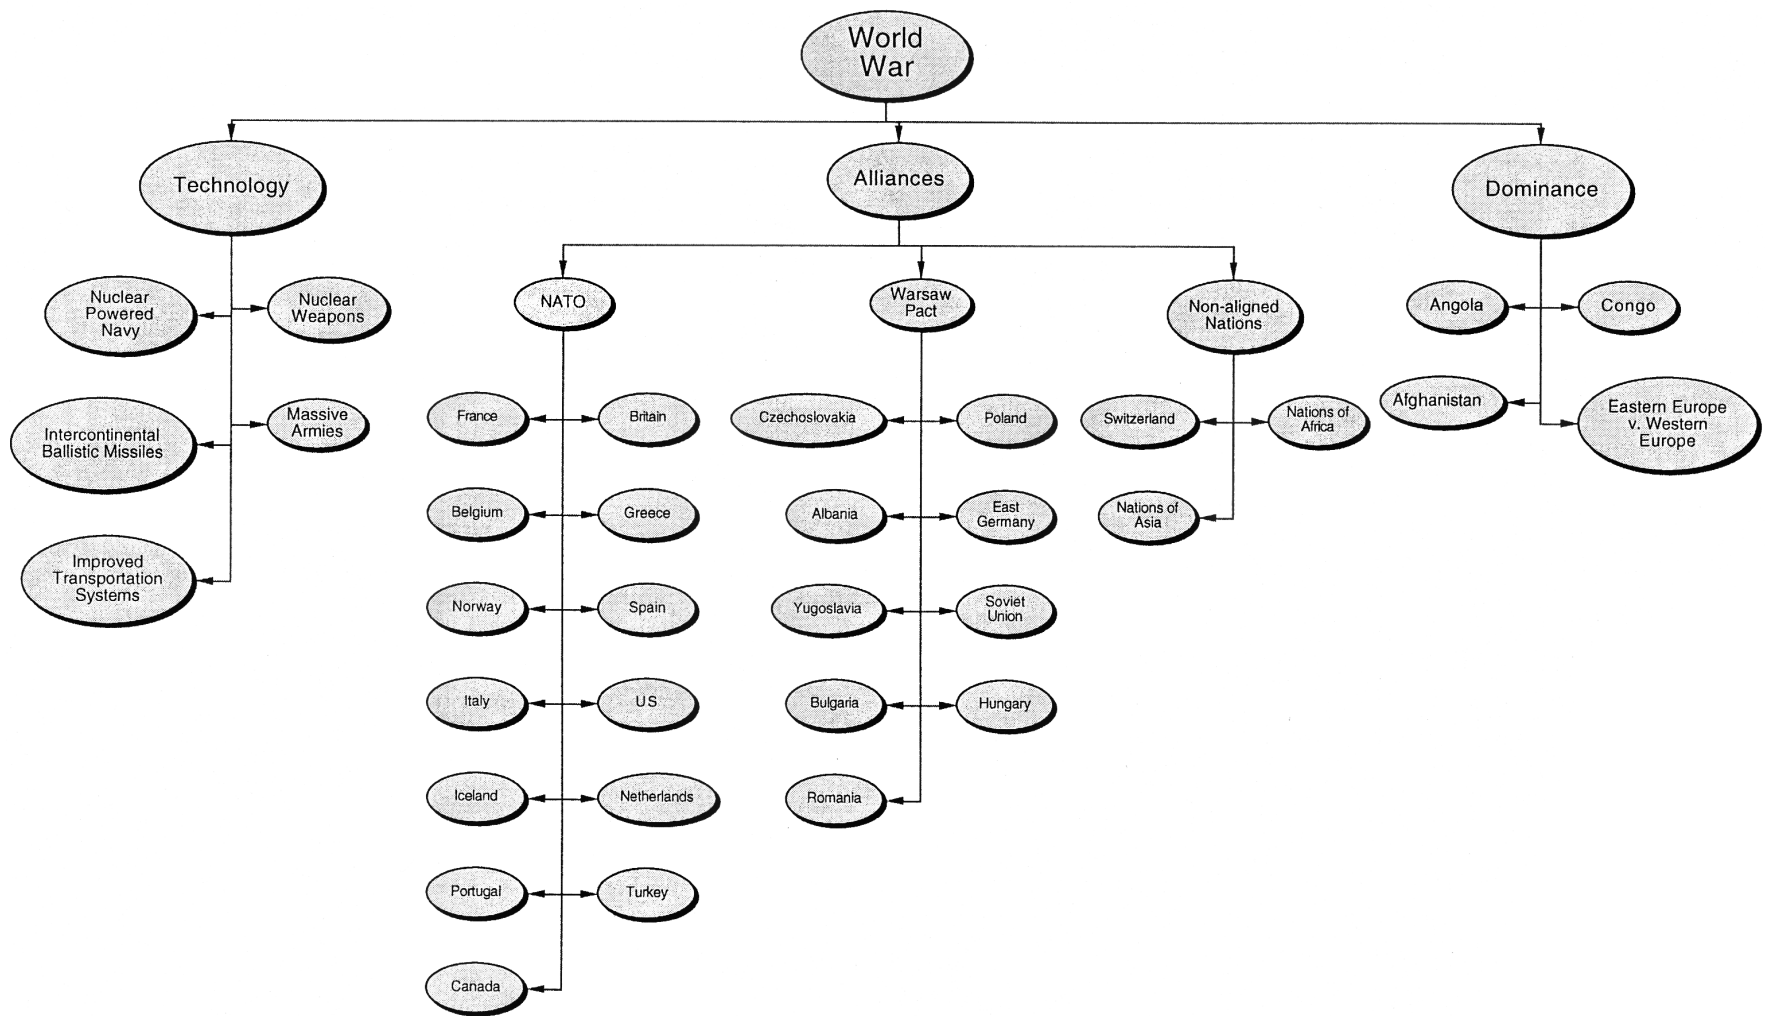 World
War
Technology
Alliances
Dominance
Nuclear
Powered
Navy
Nuclear
Weapons
Intercontinental
Ballistic Missiles
Massive
Armies
Improved
Transportation
Systems
NATO
Warsaw
Pact
Non-aligned
Nations
France
Britain
Belgium
Greece
Norway
Spain
Italy
US
Iceland
Netherlands
Portugal
Turkey
Canada
Czechoslovakia
Poland
Albania
East
Germany
Yugoslavia
Soviet
Union
Bulgaria
Hungary
Romania
Switzerland
Nations of
Africa
Nations of
Asia
Angola
Congo
Afghanistan
Eastern Europe
v. Western
Europe